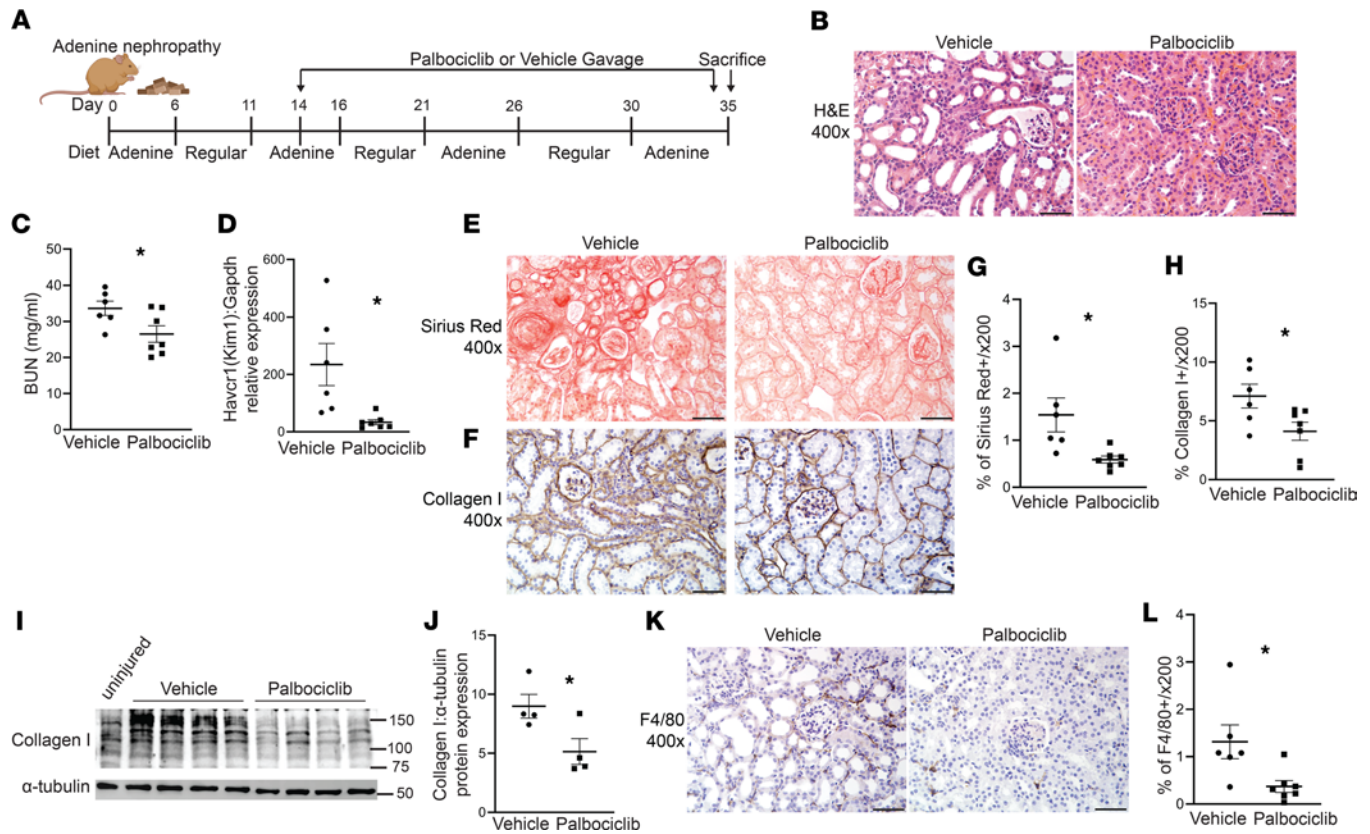 A
Adenine nephropathy
Palbociclib or Vehicle Gavage
Sacrifice
Day 0 6 11 14 16 21 26 30 35
Diet Adenine Regular Adenine Regular Adenine Regular Adenine
B
Vehicle Palbociclib
H&E
400x
C
BUN (mg/ml)
50
40
30
20
10
0
*
Vehicle Palbociclib
D
Havcr1(Kim1):Gapdh
relative expression
600
400
200
0
*
Vehicle Palbociclib
E
Vehicle Palbociclib
Sirius Red
400x
F
Collagen I
400x
G
% of Sirius Red+/x200
4
3
2
1
0
*
Vehicle Palbociclib
H
% Collagen I+/x200
15
10
5
0
*
Vehicle Palbociclib
I
uninjured
Vehicle Palbociclib
Collagen I
150
100
75
α-tubulin
50
J
Collagen I:α-tubulin
protein expression
15
10
5
0
*
Vehicle Palbociclib
K
Vehicle Palbociclib
F4/80
400x
L
% of F4/80+/x200
4
3
2
1
0
*
Vehicle Palbociclib